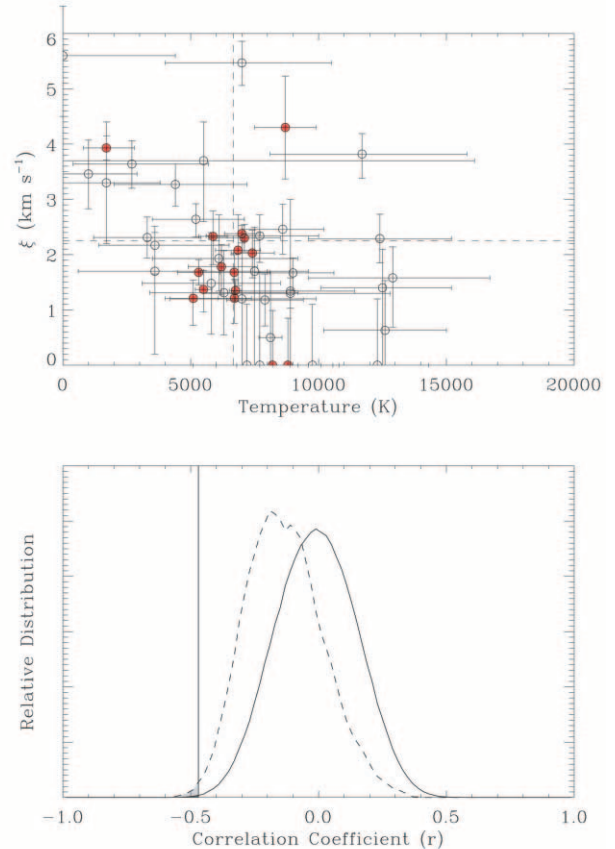 6
5
4
3
2
1
0
ξ (km s⁻¹)
0 5000 10000 15000 20000
Temperature (K)
Relative Distribution
-1.0 -0.5 0.0 0.5 1.0
Correlation Coefficient (r)